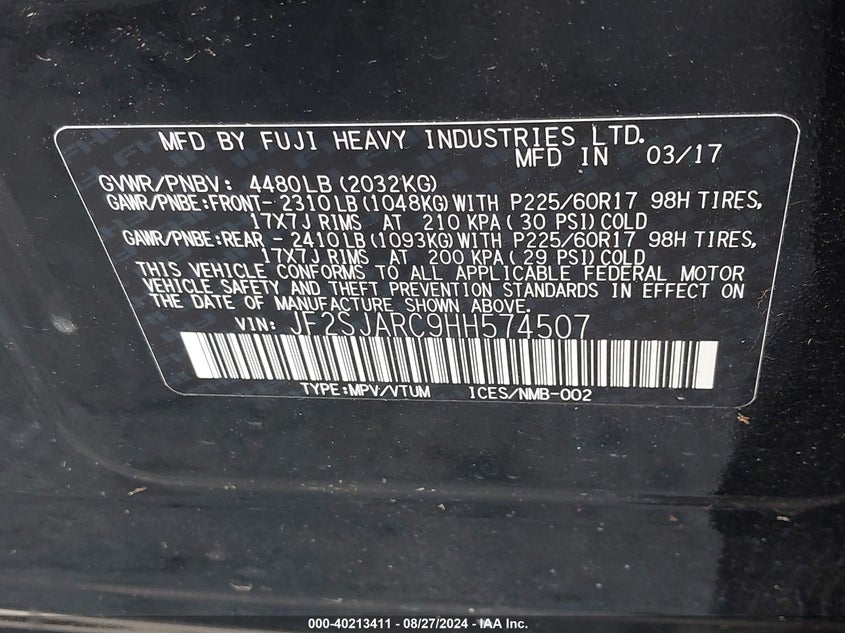 MFD BY FUJI HEAVY INDUSTRIES LTD.
MFD IN 03/17
GVWR/PNBV: 4480LB (2032KG)
GAWR/PNBE:FRONT- 2310LB (1048KG) WITH P225/60R17 98H TIRES,
17X7J RIMS AT 210 KPA ( 30 PSI) COLD
GAWR/PNBE:REAR - 2410LB (1093KG) WITH P225/60R17 98H TIRES,
17X7J RIMS AT 200 KPA ( 29 PSI) COLD
THIS VEHICLE CONFORMS TO ALL APPLICABLE FEDERAL MOTOR
VEHICLE SAFETY AND THEFT PREVENTION STANDARDS IN EFFECT ON
THE DATE OF MANUFACTURE SHOWN ABOVE.
VIN: JF2SJARC9HH574507
TYPE:MPV/VTUM ICES/NMB-002
000-40213411 - 08/27/2024 - IAA Inc.